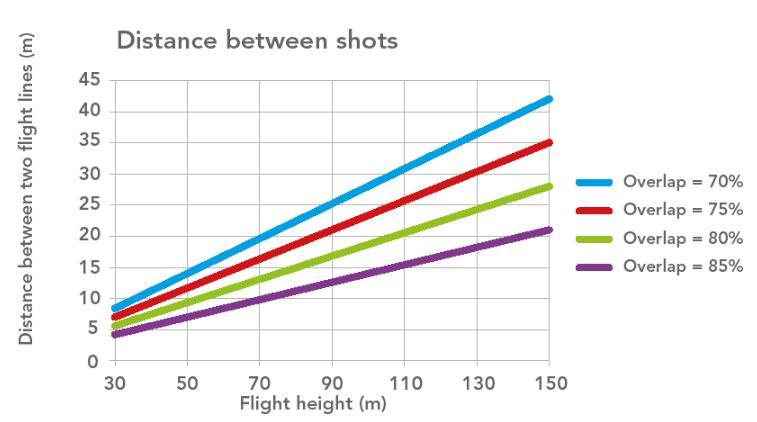 Distance between shots
Distance between two flight lines (m)
45
40
35
30
25
20
15
10
5
0
30 50 70 90 110 130 150
Flight height (m)
Overlap = 70%
Overlap = 75%
Overlap = 80%
Overlap = 85%